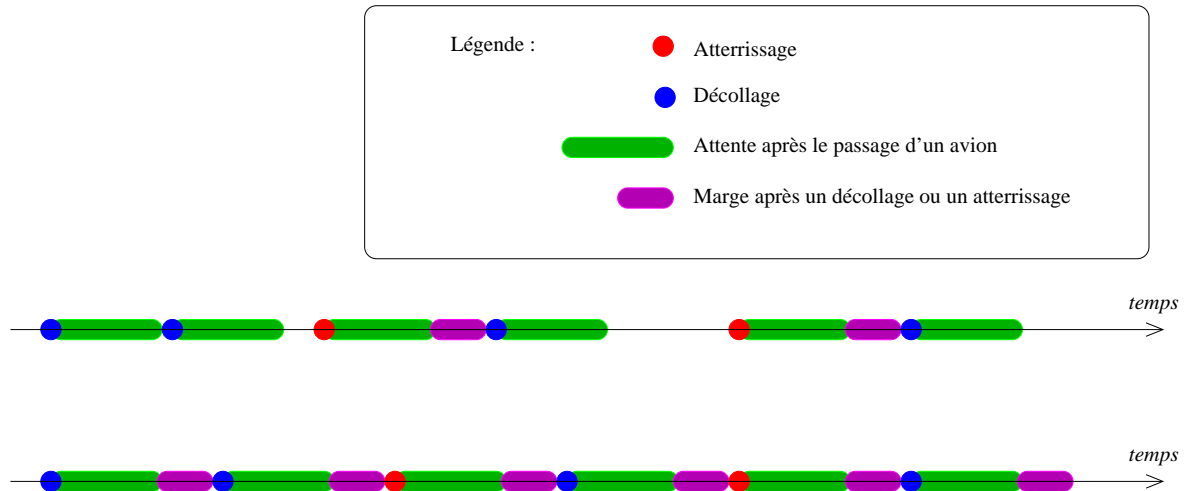 Légende :
Atterrissage
Décollage
Attente après le passage d'un avion
Marge après un décollage ou un atterrissage
temps
temps